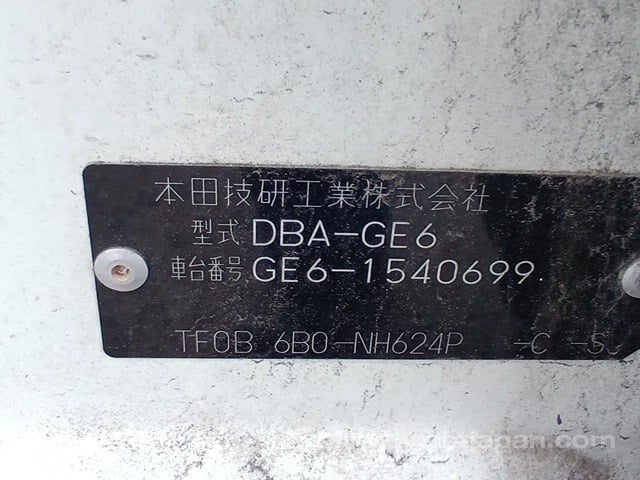 本田技研工業株式会社
型式 DBA-GE6
車台番号 GE6-1540699.
TF0B 6B0-NH624P -C -S